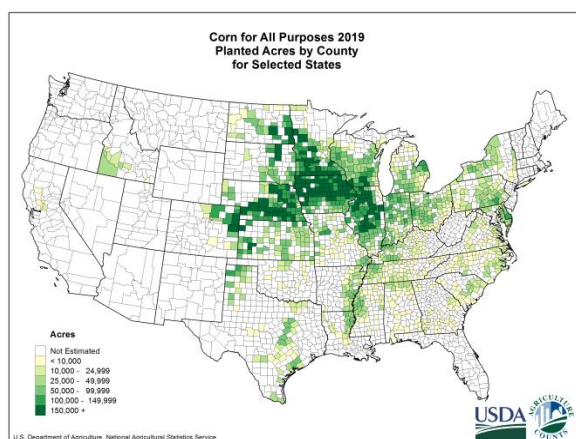 Corn for All Purposes 2019
Planted Acres by County
for Selected States
Acres
Not Estimated
< 10,000
10,000 - 24,999
25,000 - 49,999
50,000 - 99,999
100,000 - 149,999
150,000 +
U.S. Department of Agriculture, National Agricultural Statistics Service
USDA
AGRICULTURE
COUNTS